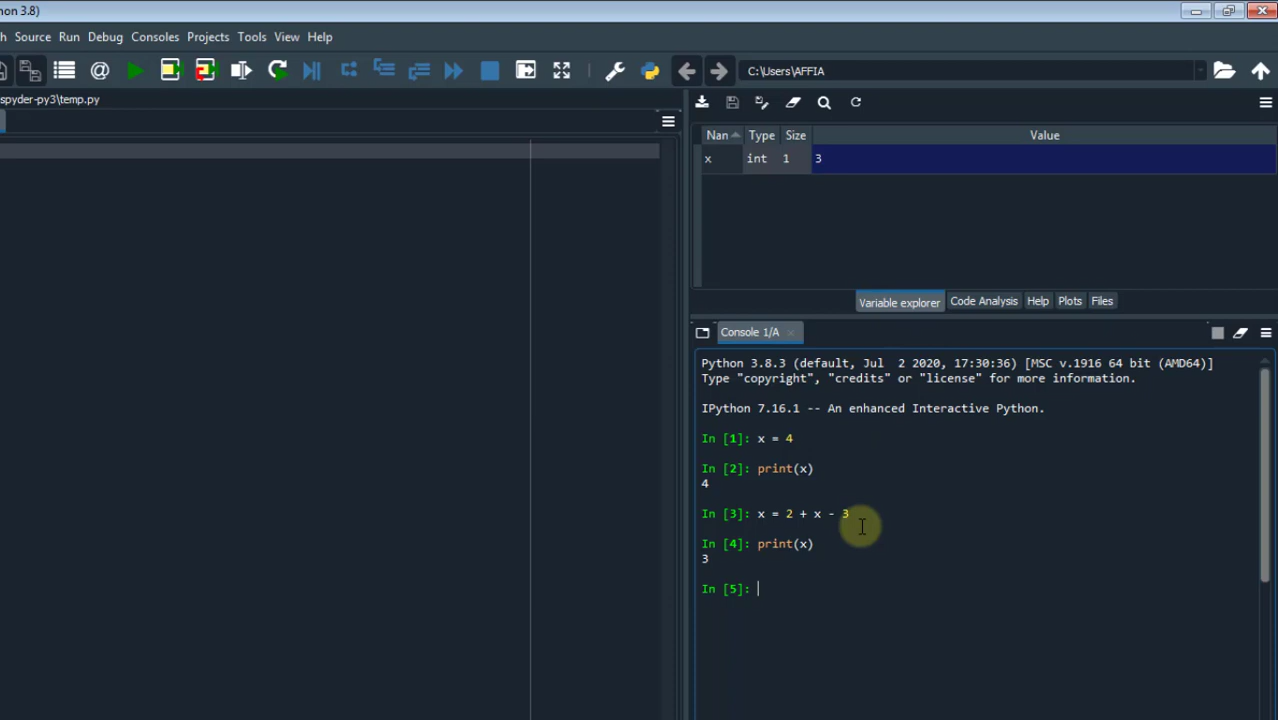 ython 3.8)
h Source Run Debug Consoles Projects Tools View Help
C:\Users\AFFIA
spyder-py3\temp.py
Nan Type Size Value
x int 1 3
Variable explorer Code Analysis Help Plots Files
Console 1/A
Python 3.8.3 (default, Jul  2 2020, 17:30:36) [MSC v.1916 64 bit (AMD64)]
Type "copyright", "credits" or "license" for more information.
IPython 7.16.1 -- An enhanced Interactive Python.
In [1]: x = 4
In [2]: print(x)
4
In [3]: x = 2 + x - 3
In [4]: print(x)
3
In [5]: